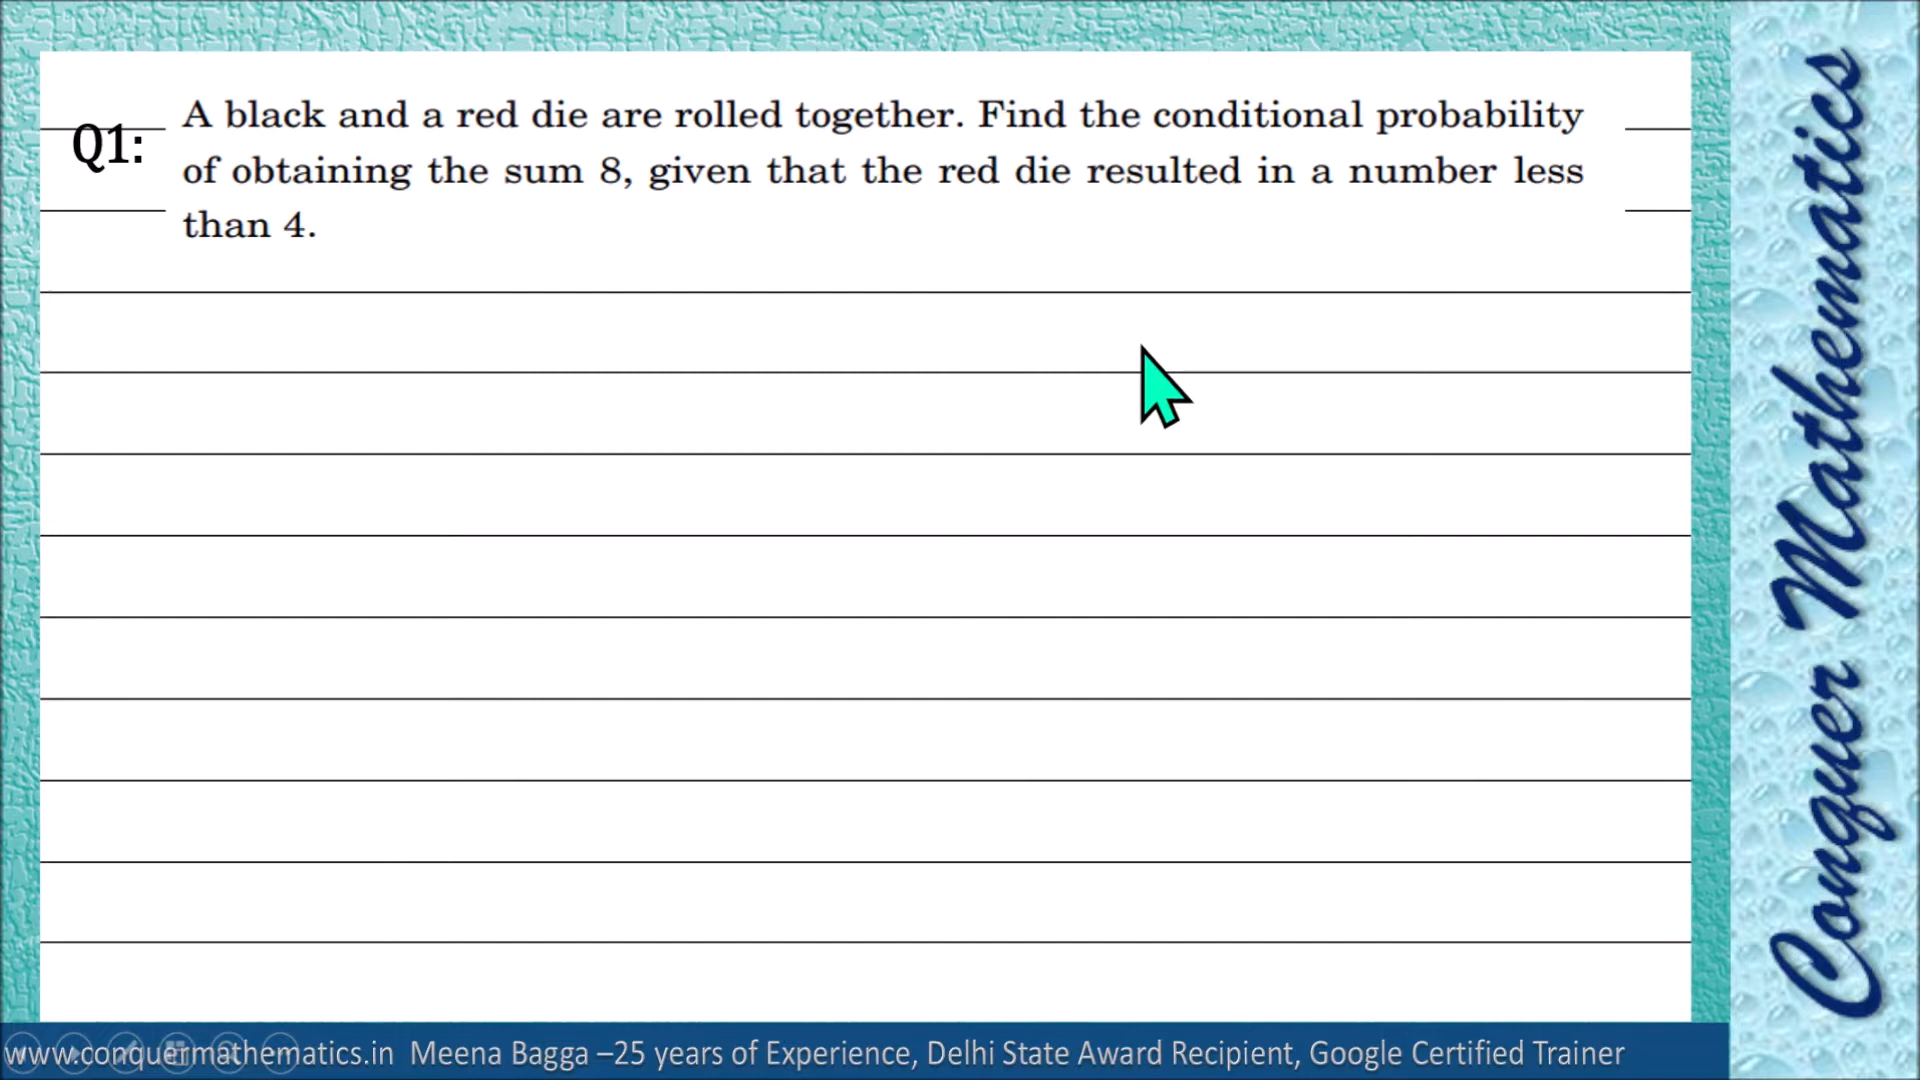 Q1:
A black and a red die are rolled together. Find the conditional probability
of obtaining the sum 8, given that the red die resulted in a number less
than 4.
Conquer Mathematics
www.conquermathematics.in Meena Bagga –25 years of Experience, Delhi State Award Recipient, Google Certified Trainer